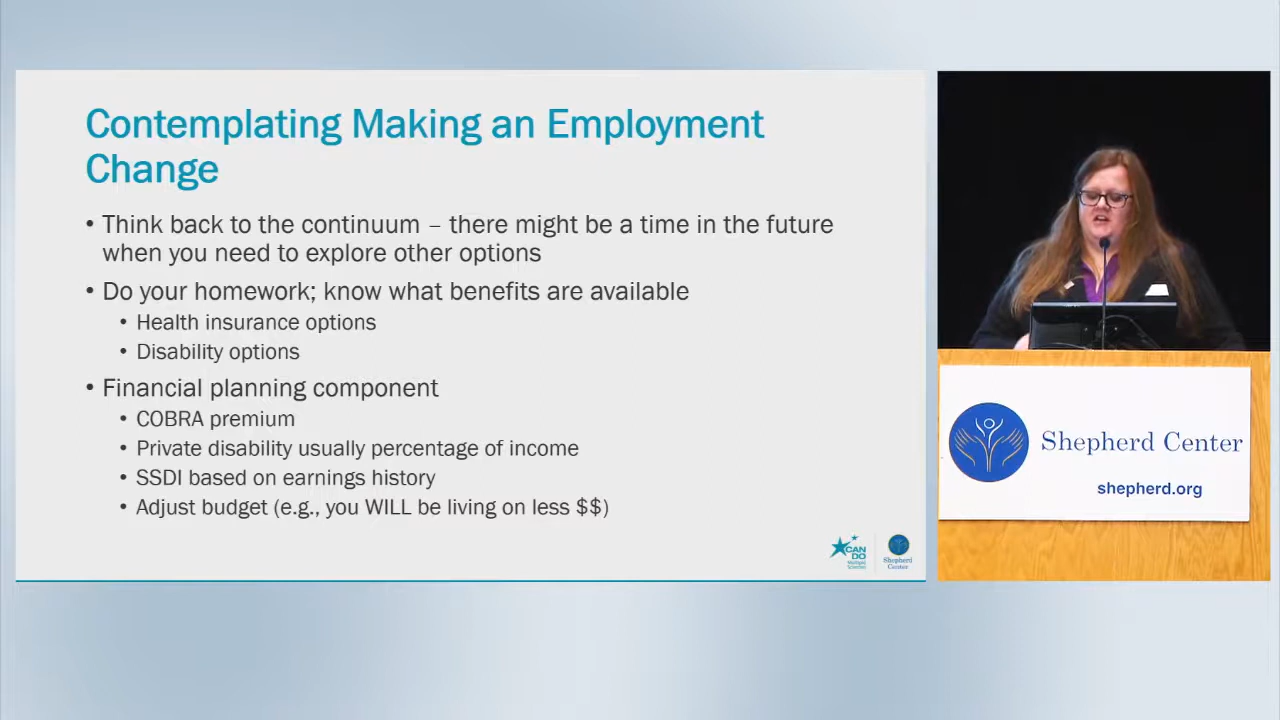 Contemplating Making an Employment
Change
• Think back to the continuum – there might be a time in the future
when you need to explore other options
• Do your homework; know what benefits are available
• Health insurance options
• Disability options
• Financial planning component
• COBRA premium
• Private disability usually percentage of income
• SSDI based on earnings history
• Adjust budget (e.g., you WILL be living on less $$)
CAN
DO
Multiple
Sclerosis
Shepherd
Center
Shepherd Center
shepherd.org